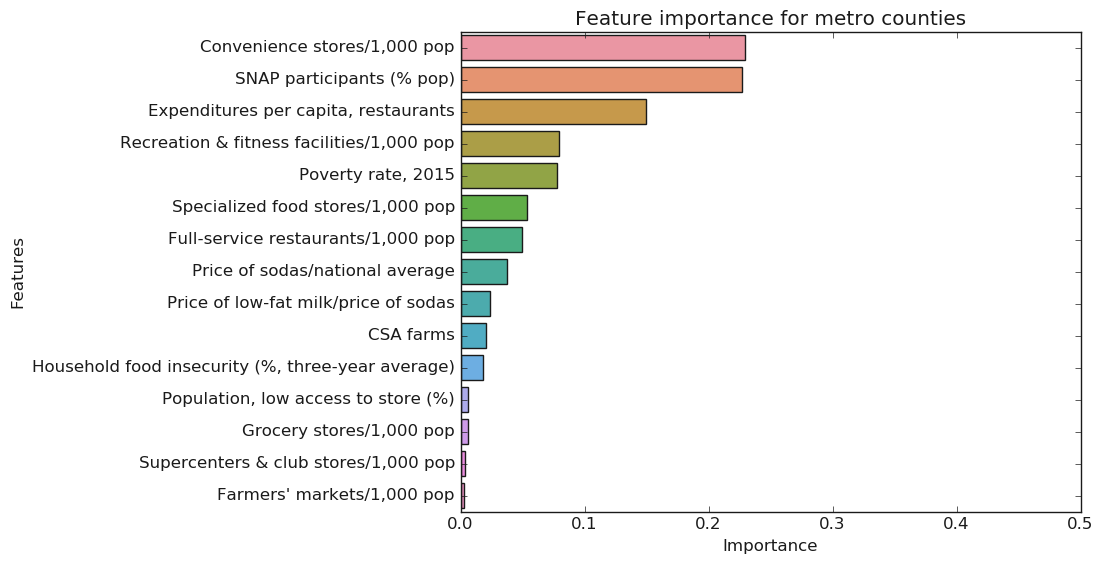 Feature importance for metro counties
Convenience stores/1,000 pop
SNAP participants (% pop)
Expenditures per capita, restaurants
Recreation & fitness facilities/1,000 pop
Poverty rate, 2015
Specialized food stores/1,000 pop
Full-service restaurants/1,000 pop
Price of sodas/national average
Price of low-fat milk/price of sodas
CSA farms
Household food insecurity (%, three-year average)
Population, low access to store (%)
Grocery stores/1,000 pop
Supercenters & club stores/1,000 pop
Farmers' markets/1,000 pop
Features
0.0 0.1 0.2 0.3 0.4 0.5
Importance